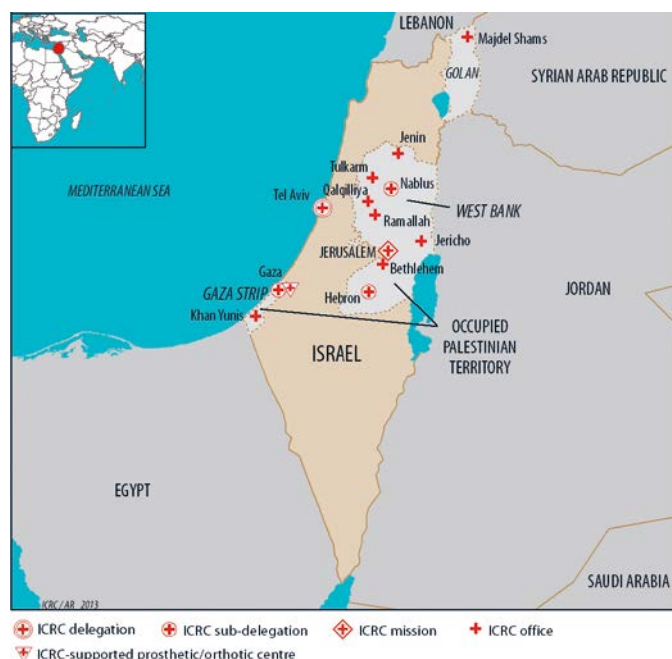 LEBANON
Majdel Shams
GOLAN
SYRIAN ARAB REPUBLIC
Jenin
Tulkarm
MEDITERRANEAN SEA
Qalqiliya
Nablus
Tel Aviv
WEST BANK
Ramallah
JERUSALEM
Jericho
Bethlehem
Gaza
GAZA STRIP
Hebron
JORDAN
Khan Yunis
OCCUPIED
PALESTINIAN
TERRITORY
ISRAEL
EGYPT
SAUDI ARABIA
ICRC / AR 2013
ICRC delegation
ICRC sub-delegation
ICRC mission
ICRC office
ICRC-supported prosthetic/orthotic centre